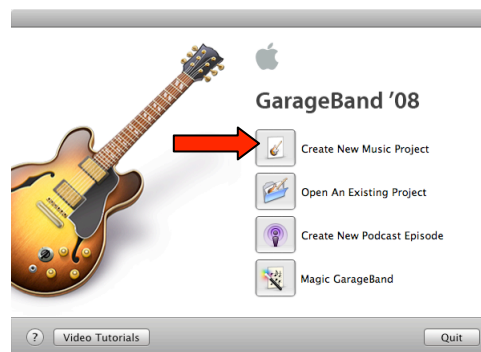 GarageBand ’08
Create New Music Project
Open An Existing Project
Create New Podcast Episode
Magic GarageBand
? Video Tutorials Quit